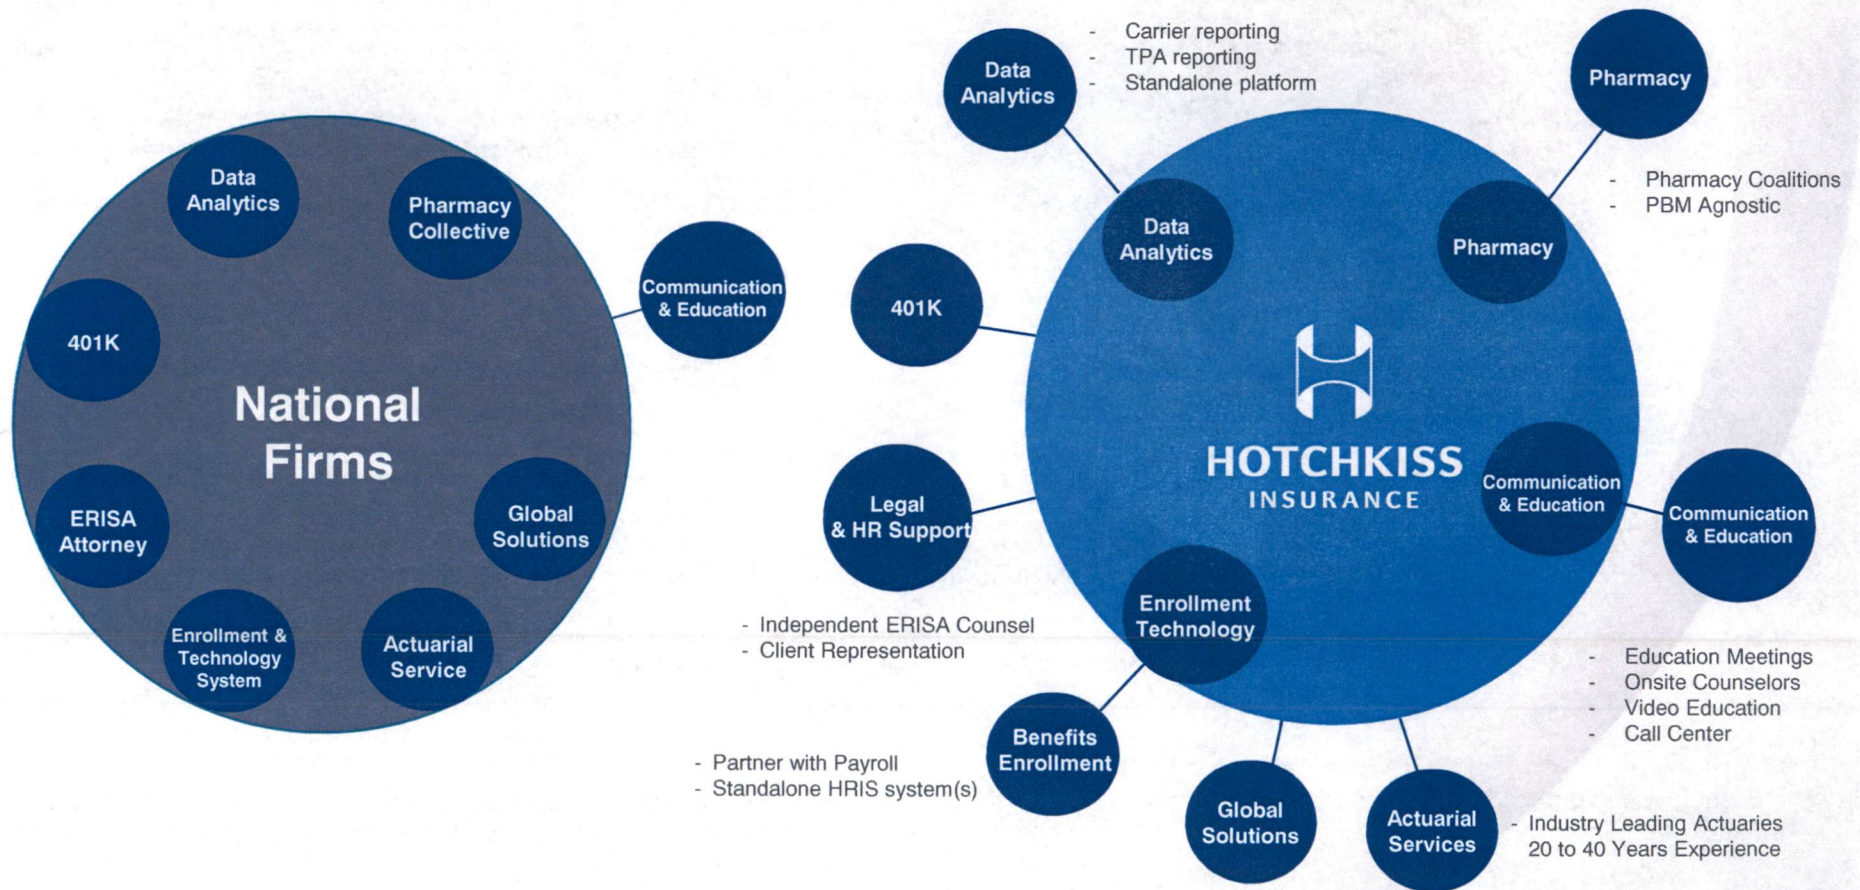 Data
Analytics
Pharmacy
Collective
401K
National
Firms
ERISA
Attorney
Global
Solutions
Enrollment &
Technology
System
Actuarial
Service
Communication
& Education
Data
Analytics
- Carrier reporting
- TPA reporting
- Standalone platform
Pharmacy
- Pharmacy Coalitions
- PBM Agnostic
Data
Analytics
Pharmacy
401K
HOTCHKISS
INSURANCE
Legal
& HR Support
- Independent ERISA Counsel
- Client Representation
Communication
& Education
Communication
& Education
- Education Meetings
- Onsite Counselors
- Video Education
- Call Center
Enrollment
Technology
Benefits
Enrollment
- Partner with Payroll
- Standalone HRIS system(s)
Global
Solutions
Actuarial
Services
- Industry Leading Actuaries
20 to 40 Years Experience